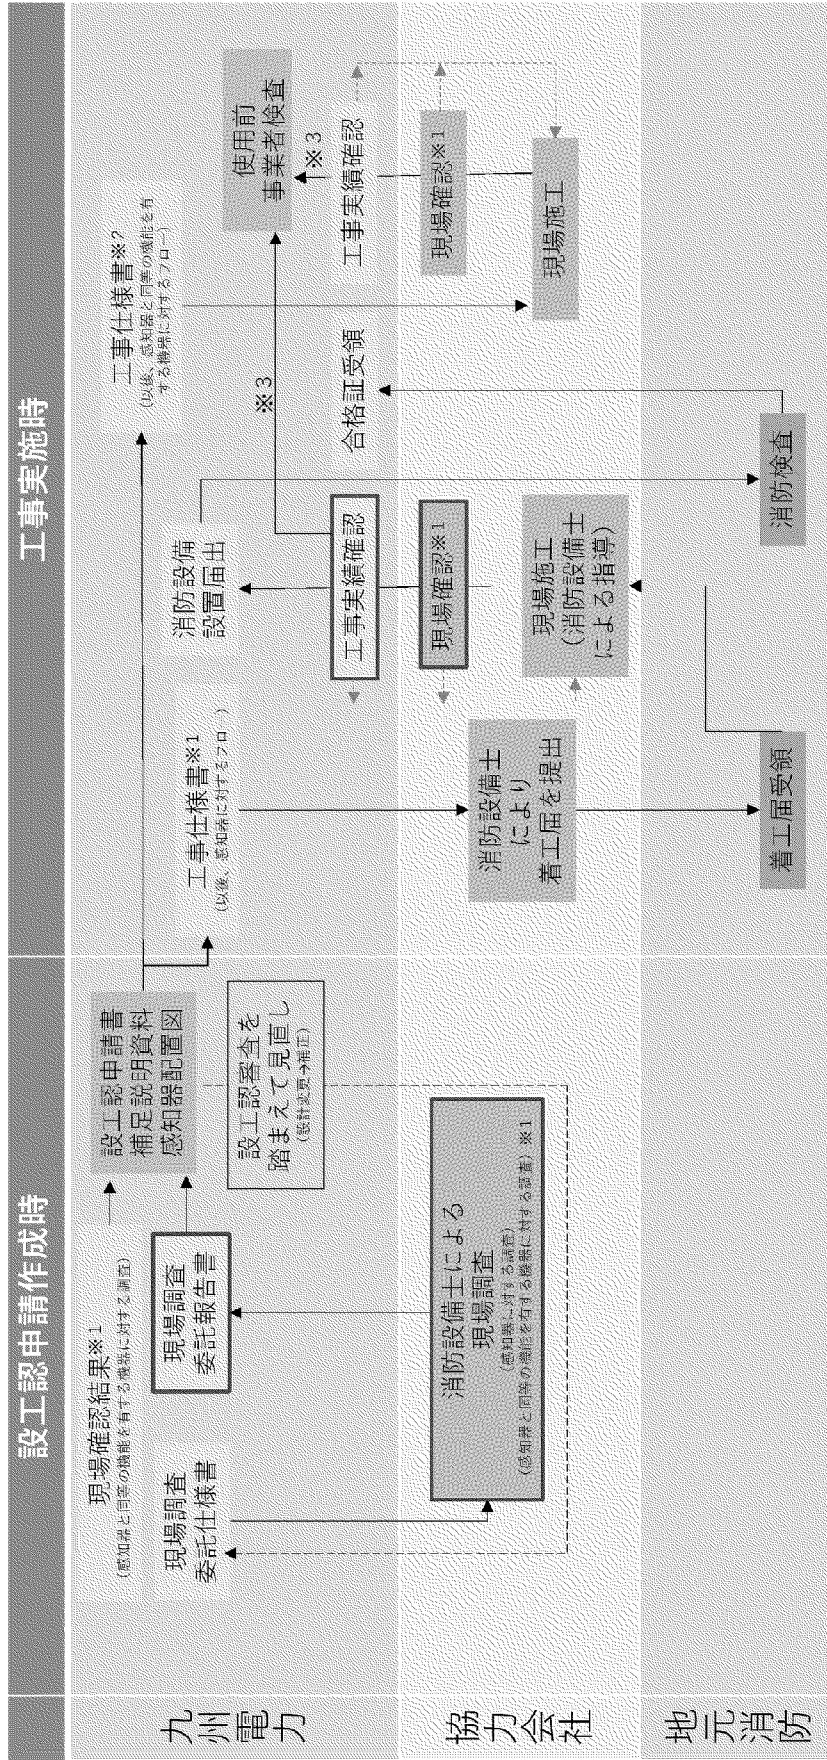 設工認申請作成時
工事実施時
九州電力
協力会社
地元消防
現場確認結果※1
(感知器と同等の機能を有する機器に対する調査)
現場調査
委託仕様書
現場調査
委託報告書
設工認申請書
補足説明資料
感知器配置図
設工認審査を
踏まえて見直し
(設計変更→補正)
消防設備士による
現場調査
(感知器に対する調査)
(感知器と同等の機能を有する機器に対する調査)※1
工事仕様書※1
(以後、感知器に対するフロー)
消防設備士
により
着工届を提出
着工届受領
現場施工
(消防設備士
による指導)
現場確認※1
工事実績確認
消防設備
設置届出
※3
消防検査
合格証受領
工事仕様書※2
(以後、感知器と同等の機能を有
する機器に対するフロー)
現場施工
現場確認※1
工事実績確認
※3
使用前
事業者検査